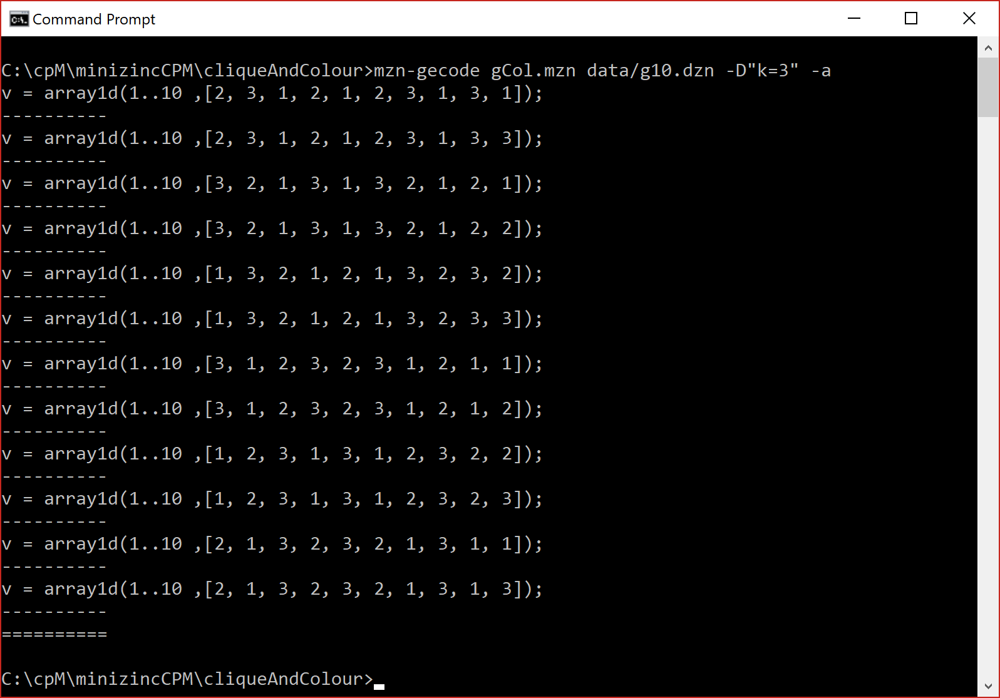 Command Prompt
C:\cpM\minizincCPM\cliqueAndColour>mzn-gecode gCol.mzn data/g10.dzn -D"k=3" -a
v = array1d(1..10 ,[2, 3, 1, 2, 1, 2, 3, 1, 3, 1]);
----------
v = array1d(1..10 ,[2, 3, 1, 2, 1, 2, 3, 1, 3, 3]);
----------
v = array1d(1..10 ,[3, 2, 1, 3, 1, 3, 2, 1, 2, 1]);
----------
v = array1d(1..10 ,[3, 2, 1, 3, 1, 3, 2, 1, 2, 2]);
----------
v = array1d(1..10 ,[1, 3, 2, 1, 2, 1, 3, 2, 3, 2]);
----------
v = array1d(1..10 ,[1, 3, 2, 1, 2, 1, 3, 2, 3, 3]);
----------
v = array1d(1..10 ,[3, 1, 2, 3, 2, 3, 1, 2, 1, 1]);
----------
v = array1d(1..10 ,[3, 1, 2, 3, 2, 3, 1, 2, 1, 2]);
----------
v = array1d(1..10 ,[1, 2, 3, 1, 3, 1, 2, 3, 2, 2]);
----------
v = array1d(1..10 ,[1, 2, 3, 1, 3, 1, 2, 3, 2, 3]);
----------
v = array1d(1..10 ,[2, 1, 3, 2, 3, 2, 1, 3, 1, 1]);
----------
v = array1d(1..10 ,[2, 1, 3, 2, 3, 2, 1, 3, 1, 3]);
----------
==========
C:\cpM\minizincCPM\cliqueAndColour>